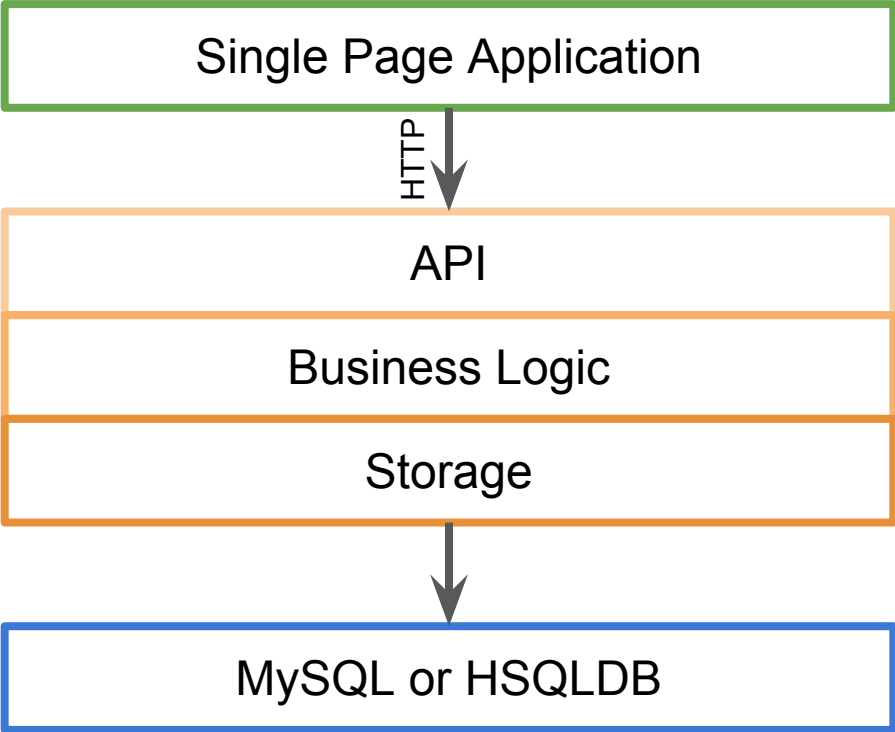 Single Page Application
HTTP
API
Business Logic
Storage
MySQL or HSQLDB